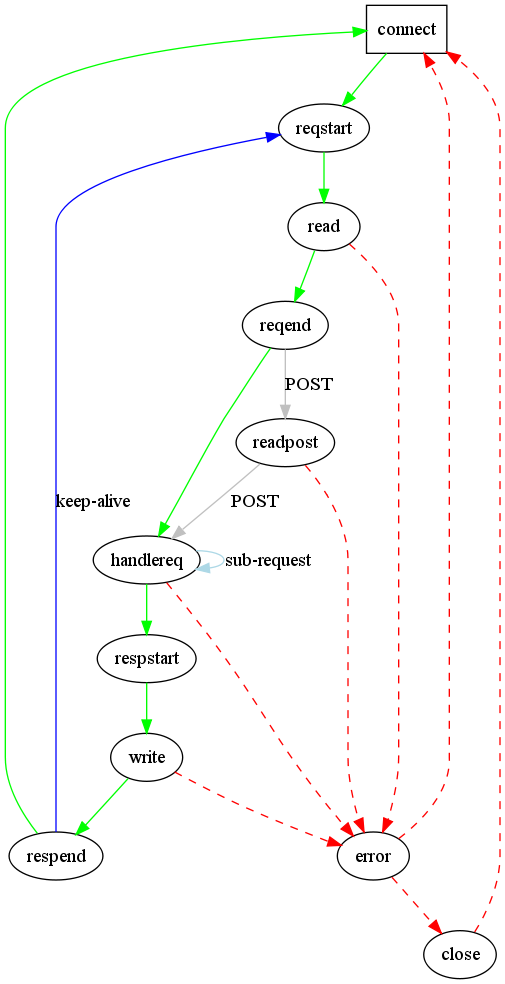 connect
reqstart
read
reqend
POST
readpost
keep-alive
POST
handlereq
sub-request
respstart
write
respend
error
close